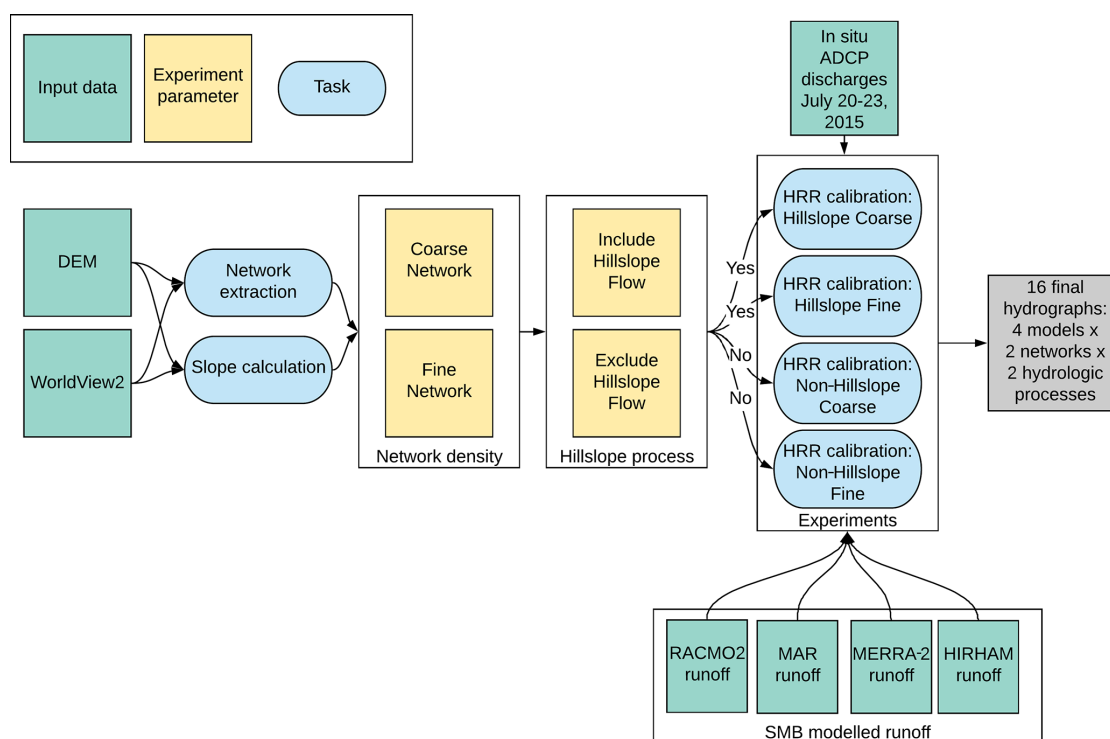 Input data
Experiment
parameter
Task
In situ
ADCP
discharges
July 20-23,
2015
DEM
WorldView2
Network
extraction
Slope calculation
Coarse
Network
Fine
Network
Network density
Include
Hillslope
Flow
Exclude
Hillslope
Flow
Hillslope process
Yes
Yes
No
No
HRR calibration:
Hillslope Coarse
HRR calibration:
Hillslope Fine
HRR calibration:
Non-Hillslope
Coarse
HRR calibration:
Non-Hillslope
Fine
Experiments
16 final
hydrographs:
4 models x
2 networks x
2 hydrologic
processes
RACMO2
runoff
MAR
runoff
MERRA-2
runoff
HIRHAM
runoff
SMB modelled runoff